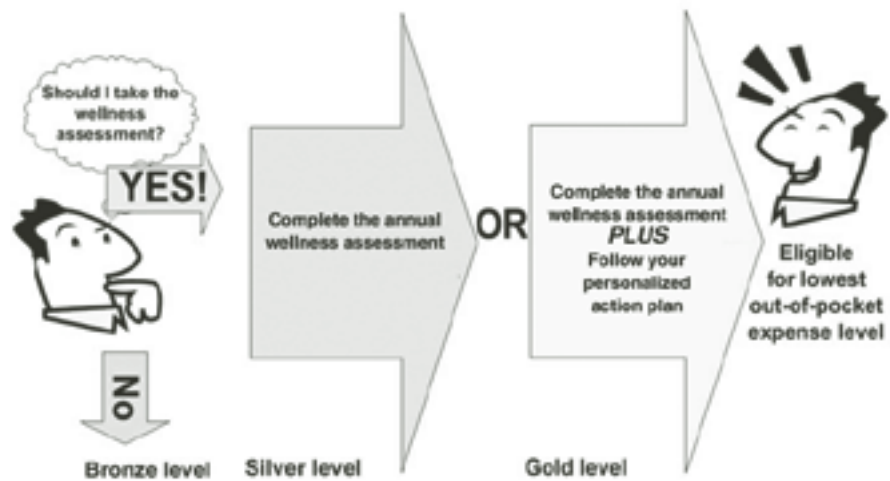 Should I take the
wellness
assessment?
YES!
NO
Bronze level
Complete the annual
wellness assessment
Silver level
OR
Complete the annual
wellness assessment
PLUS
Follow your
personalized
action plan
Gold level
Eligible
for lowest
out-of-pocket
expense level